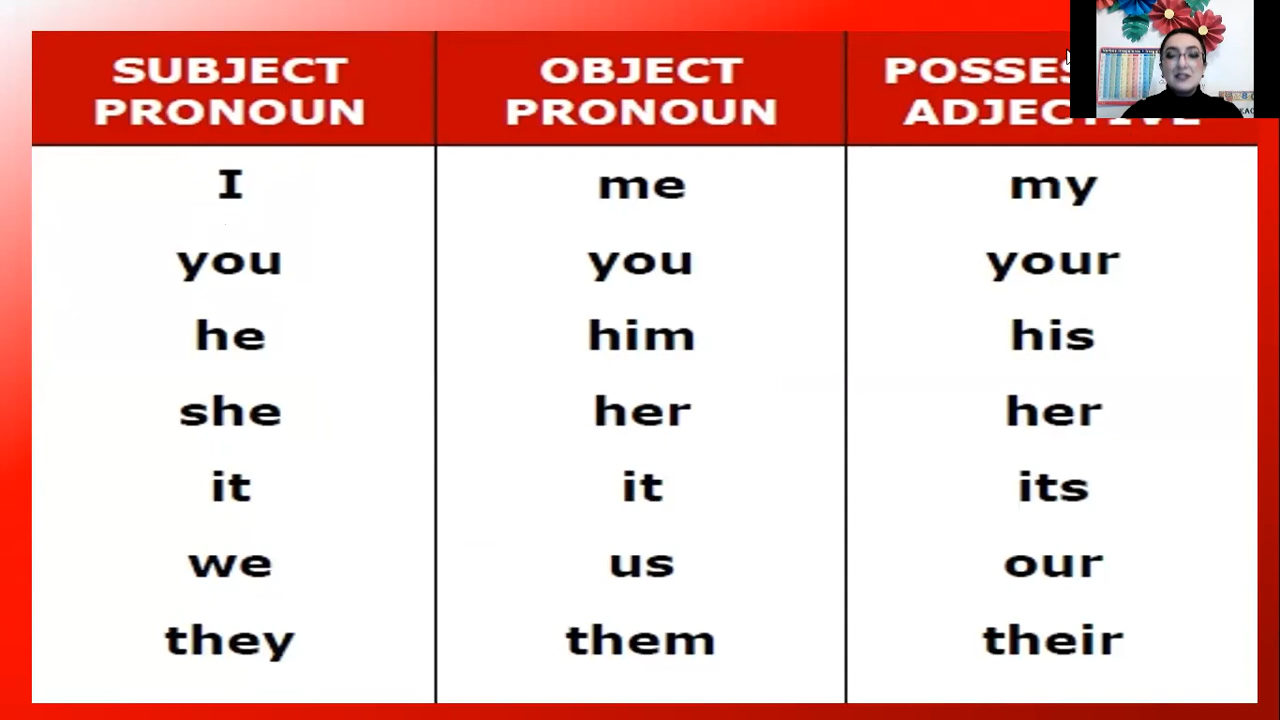 SUBJECT
PRONOUN
OBJECT
PRONOUN
ADJECTIVE
I me my
you you your
he him his
she her her
it it its
we us our
they them their